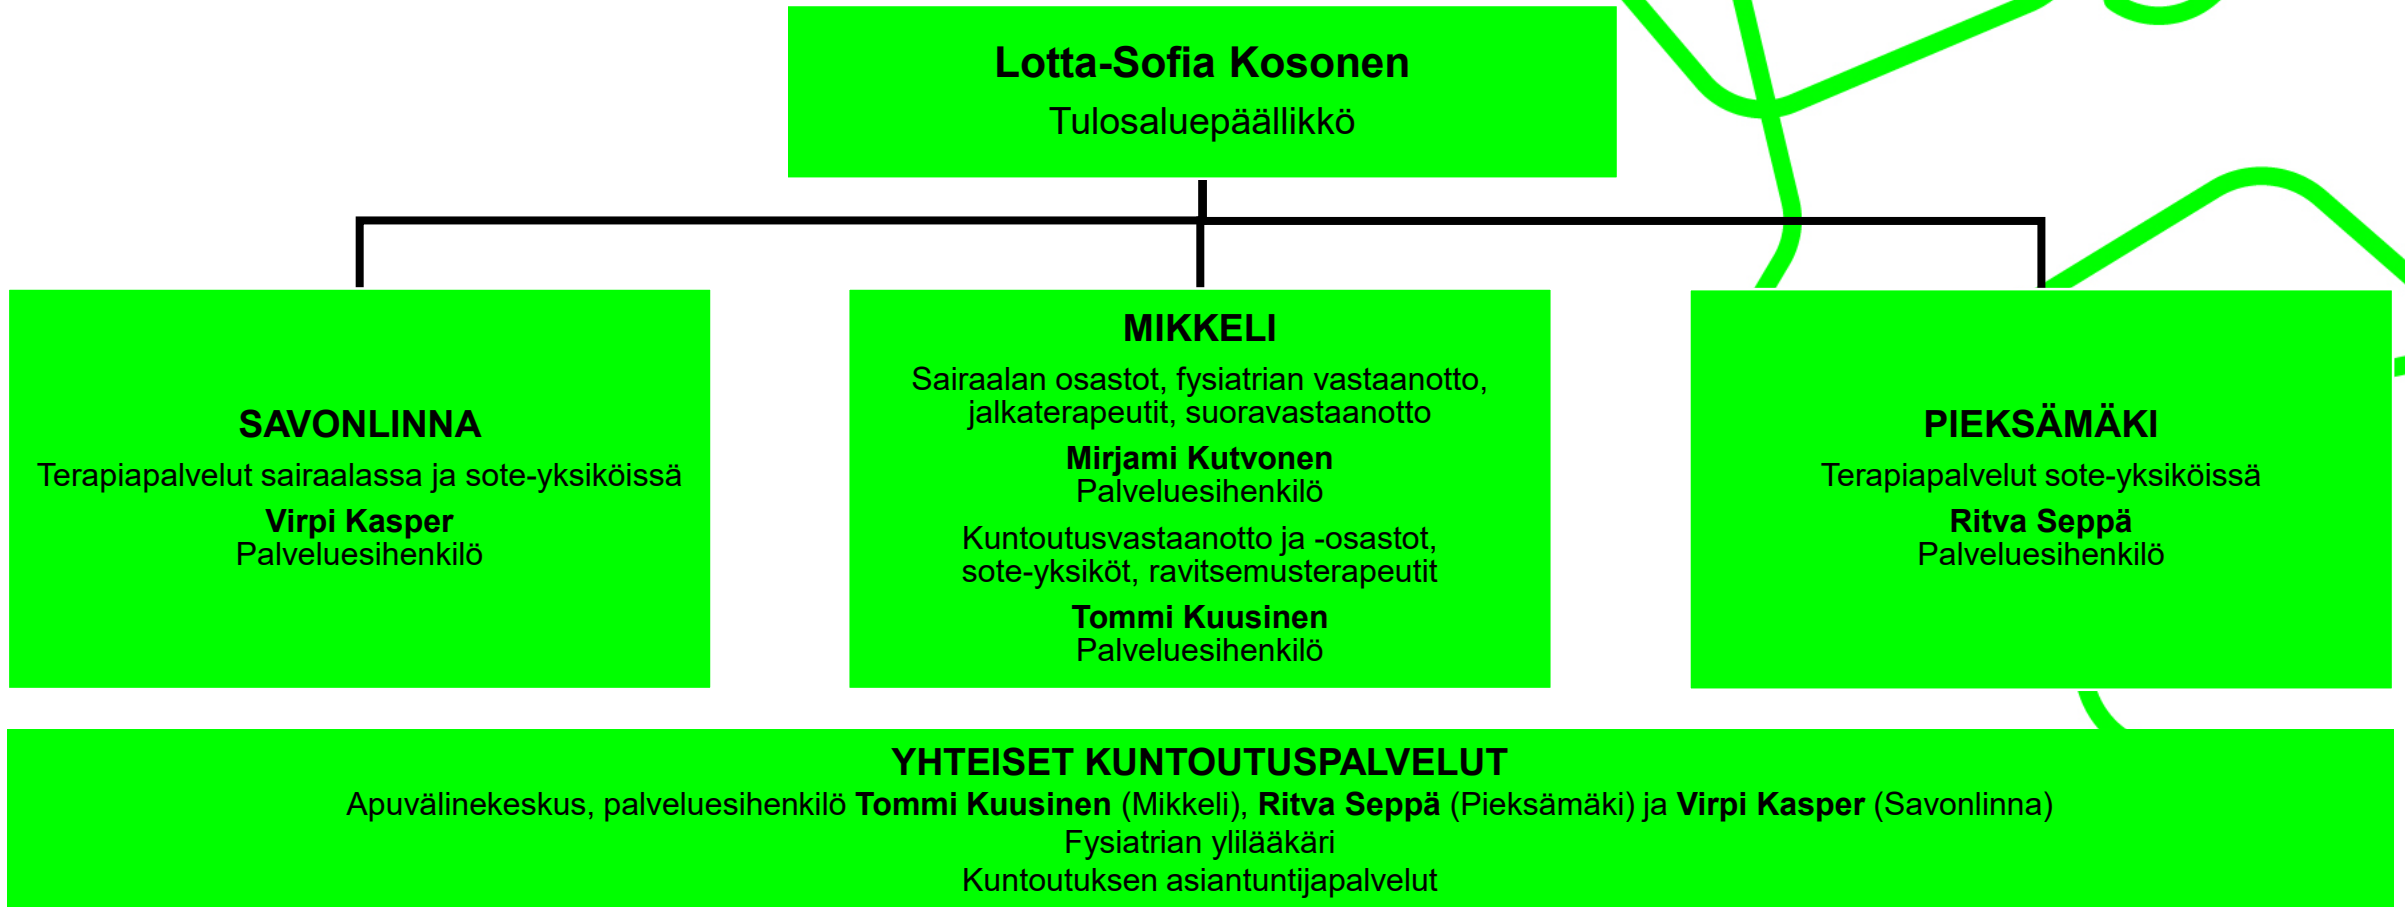 Lotta-Sofia Kosonen
Tulosaluepäällikkö
SAVONLINNA
Terapiapalvelut sairaalassa ja sote-yksiköissä
Virpi Kasper
Palveluesihenkilö
MIKKELI
Sairaalan osastot, fysiatrian vastaanotto,
jalkaterapeutit, suoravastaanotto
Mirjami Kutvonen
Palveluesihenkilö
Kuntoutusvastaanotto ja -osastot,
sote-yksiköt, ravitsemusterapeutit
Tommi Kuusinen
Palveluesihenkilö
PIEKSÄMÄKI
Terapiapalvelut sote-yksiköissä
Ritva Seppä
Palveluesihenkilö
YHTEISET KUNTOUTUSPALVELUT
Apuvälinekeskus, palveluesihenkilö Tommi Kuusinen (Mikkeli), Ritva Seppä (Pieksämäki) ja Virpi Kasper (Savonlinna)
Fysiatrian ylilääkäri
Kuntoutuksen asiantuntijapalvelut